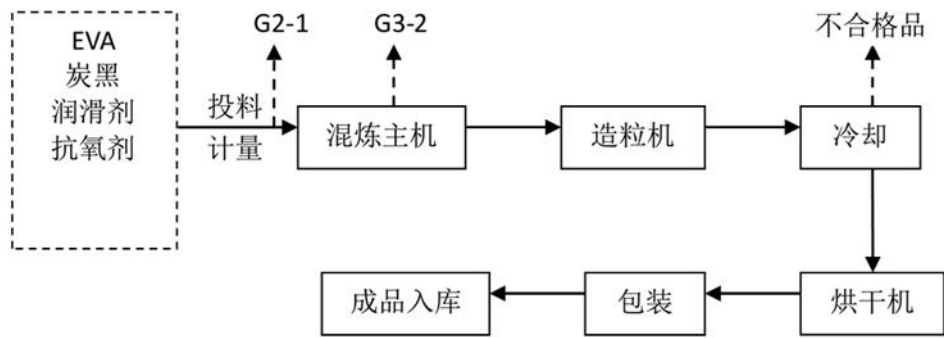 G2-1
G3-2
不合格品
EVA
炭黑
润滑剂
抗氧剂
投料
计量
混炼主机
造粒机
冷却
成品入库
包装
烘干机